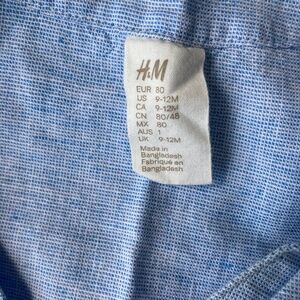 H&M
EUR 80
US 9-12M
CA 9-12M
CN 80/48
MX 80
AUS 1
UK 9-12M
Made in
Bangladesh
Fabriqué en
Bangladesh